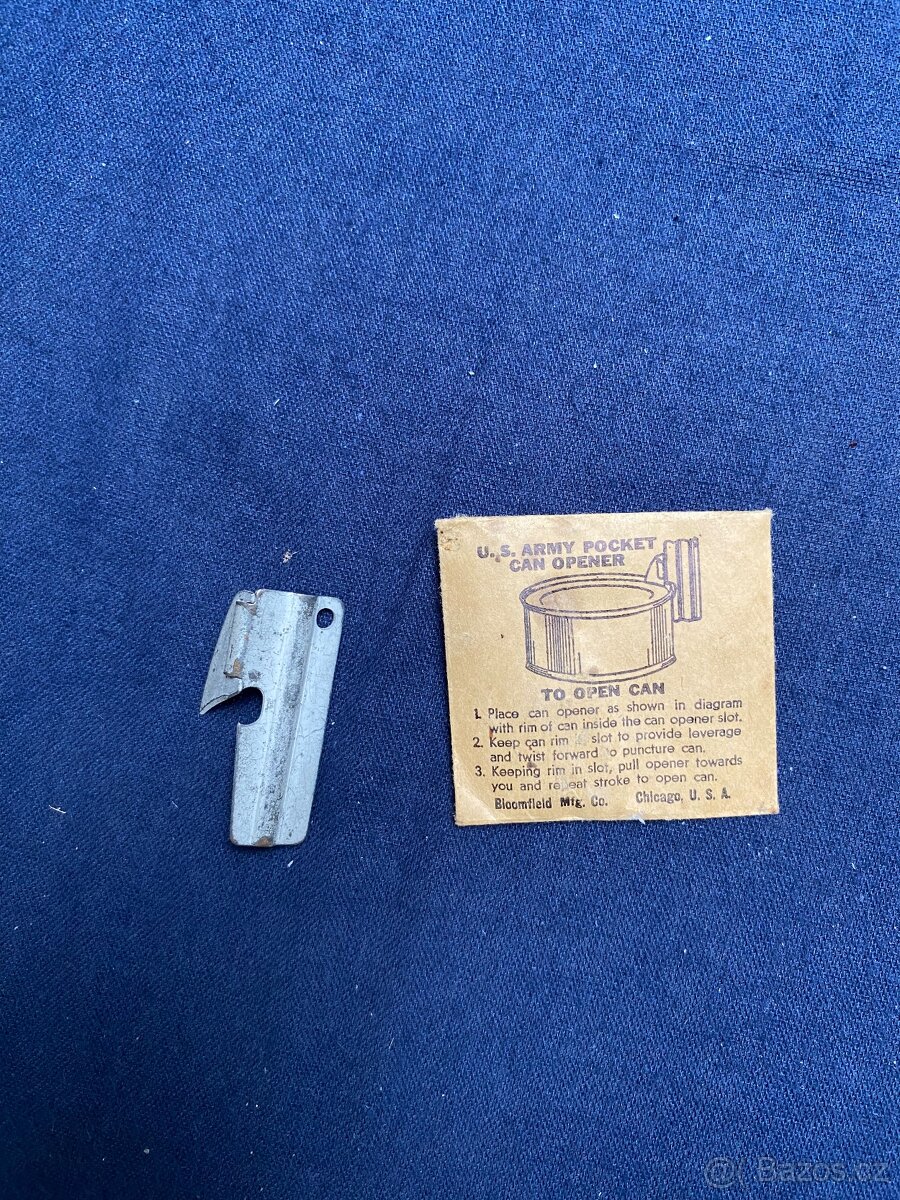 U. S. ARMY POCKET
CAN OPENER
TO OPEN CAN
1. Place can opener as shown in diagram
with rim of can inside the can opener slot.
2. Keep can rim slot to provide leverage
and twist forward to puncture can.
3. Keeping rim in slot, pull opener towards
you and repeat stroke to open can.
Bloomfield Mfg. Co. Chicago, U. S. A.
Bazos.cz